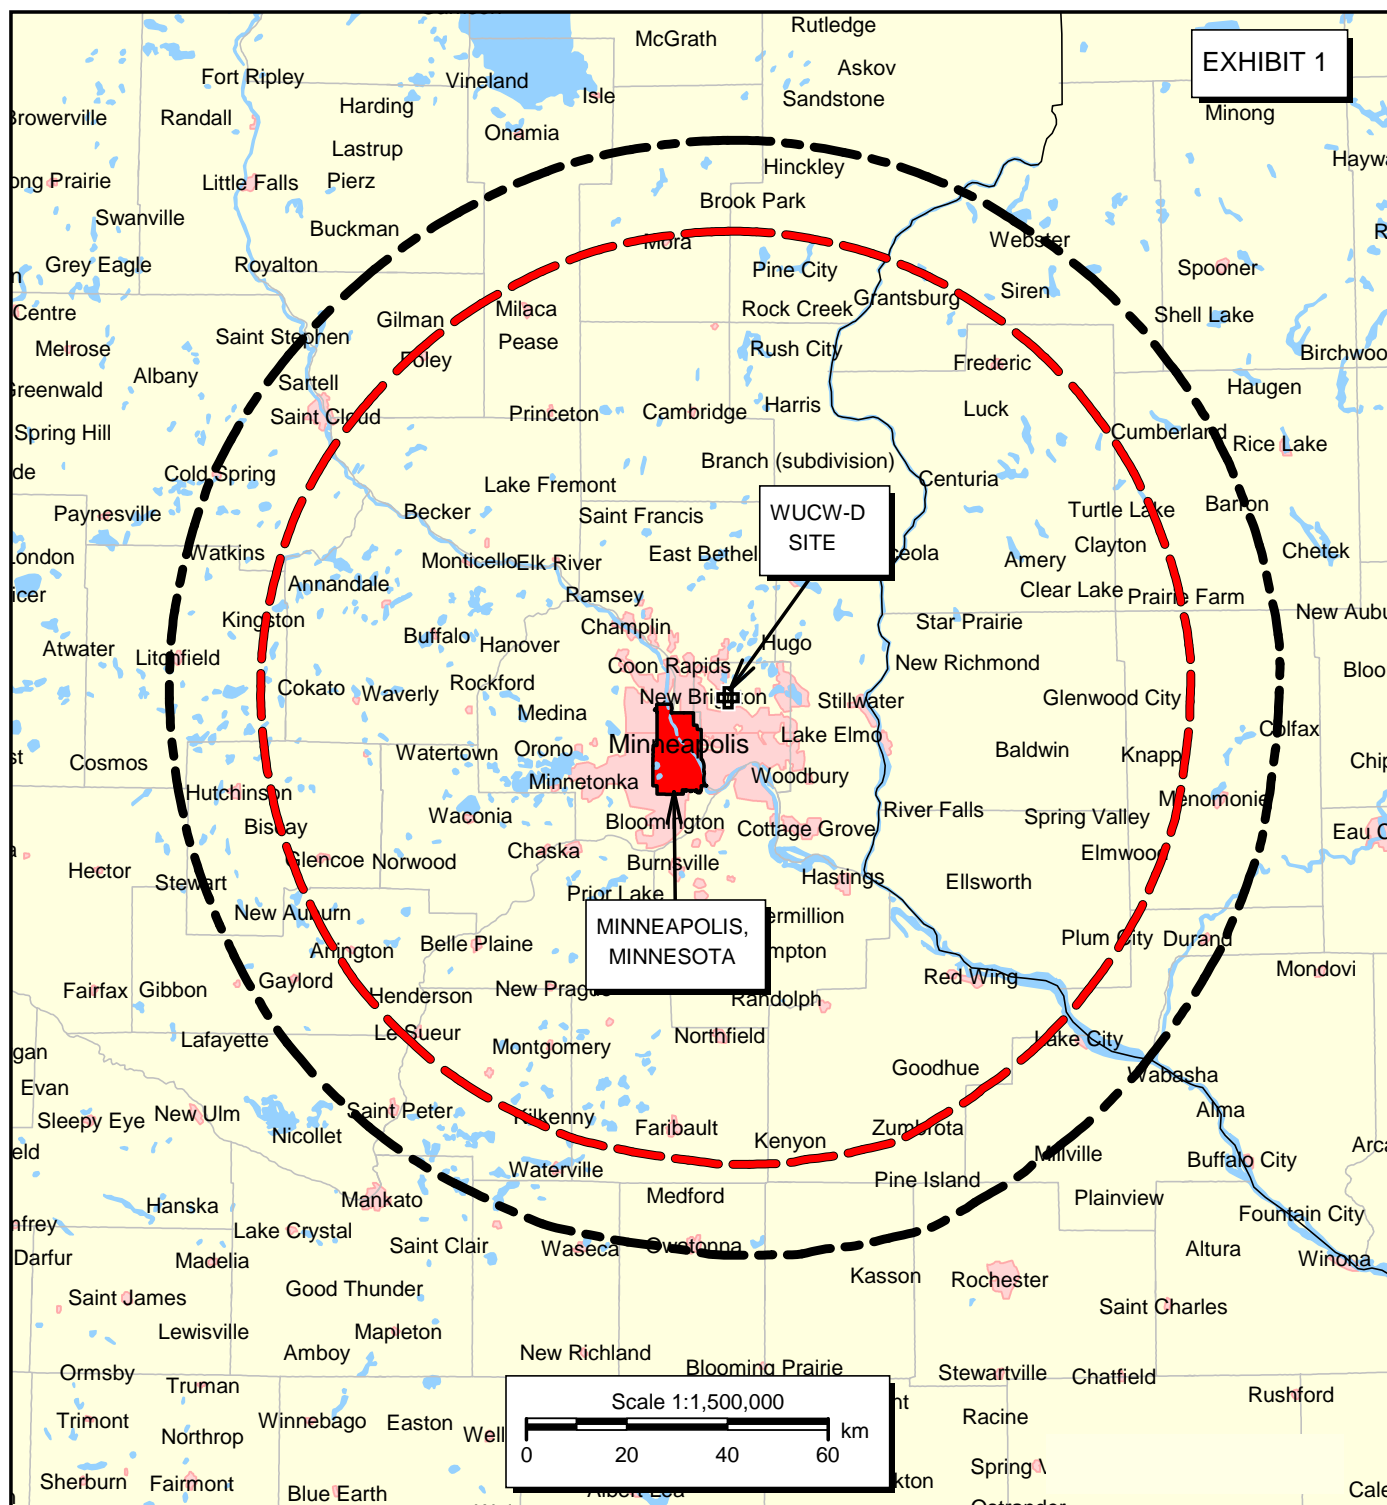 McGrath
Rutledge
EXHIBIT 1
Fort Ripley
Vineland
Askov
Isle
Sandstone
Harding
Minong
Randall
Onamia
Lastrup
Hinckley
Little Falls
Pierz
Brook Park
Swanville
Buckman
Mora
Webster
Grey Eagle
Royalton
Pine City
Spooner
Siren
Grantsburg
Milaca
Rock Creek
Centre
Gilman
Shell Lake
Saint Stephen
Pease
Rush City
Melrose
Foley
Frederic
Albany
Sartell
Haugen
Saint Cloud
Princeton
Cambridge
Harris
Luck
Spring Hill
Cumberland
Rice Lake
Branch (subdivision)
Cold Spring
Lake Fremont
Centuria
Paynesville
Becker
Saint Francis
WUCW-D
SITE
Turtle Lake
Barron
Watkins
Monticello
Elk River
East Bethel
Clayton
Chetek
Amery
Annandale
Ramsey
Clear Lake
Prairie Farm
Kingston
Champlin
Star Prairie
Atwater
Buffalo
Hanover
Hugo
Litchfield
Coon Rapids
New Richmond
Cokato
Waverly
Rockford
New Brighton
Stillwater
Glenwood City
Medina
Colfax
Minneapolis
Lake Elmo
Cosmos
Watertown
Orono
Baldwin
Knapp
Hutchinson
Minnetonka
Woodbury
Menomonie
Biscay
Waconia
Bloomington
Cottage Grove
River Falls
Spring Valley
Glencoe
Norwood
Chaska
Burnsville
Elmwood
Hector
Stewart
Prior Lake
Hastings
Ellsworth
New Auburn
MINNEAPOLIS,
MINNESOTA
ermillion
Arlington
Belle Plaine
mpton
Plum City
Durand
Fairfax
Gibbon
Gaylord
Henderson
New Prague
Randolph
Red Wing
Mondovi
Lafayette
Le Sueur
Montgomery
Northfield
Lake City
Evan
Goodhue
Wabasha
Sleepy Eye
New Ulm
Saint Peter
Kilkenny
Faribault
Kenyon
Zumbrota
Alma
Nicollet
Waterville
Millville
Buffalo City
Hanska
Mankato
Medford
Pine Island
Plainview
Lake Crystal
Fountain City
Darfur
Madelia
Saint Clair
Waseca
Owatonna
Altura
Winona
Good Thunder
Kasson
Rochester
Saint James
Saint Charles
Lewisville
Mapleton
Amboy
New Richland
Blooming Prairie
Ormsby
Truman
Stewartville
Chatfield
Rushford
Scale 1:1,500,000
km
0 20 40 60
Trimont
Winnebago
Easton
Racine
Northrop
Sherburn
Fairmont
Blue Earth